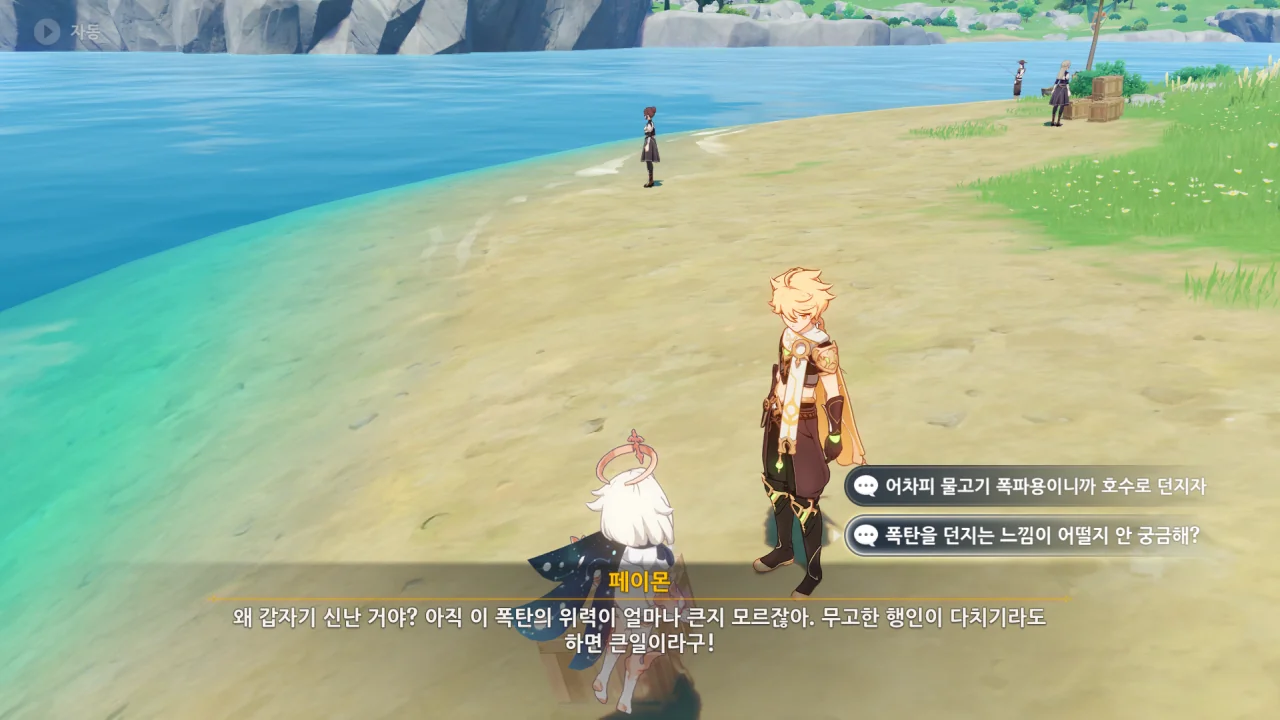 자동
어차피 물고기 폭파용이니까 호수로 던지자
폭탄을 던지는 느낌이 어떨지 안 궁금해?
페이몬
왜 갑자기 신난 거야? 아직 이 폭탄의 위력이 얼마나 큰지 모르잖아. 무고한 행인이 다치기라도
하면 큰일이라구!